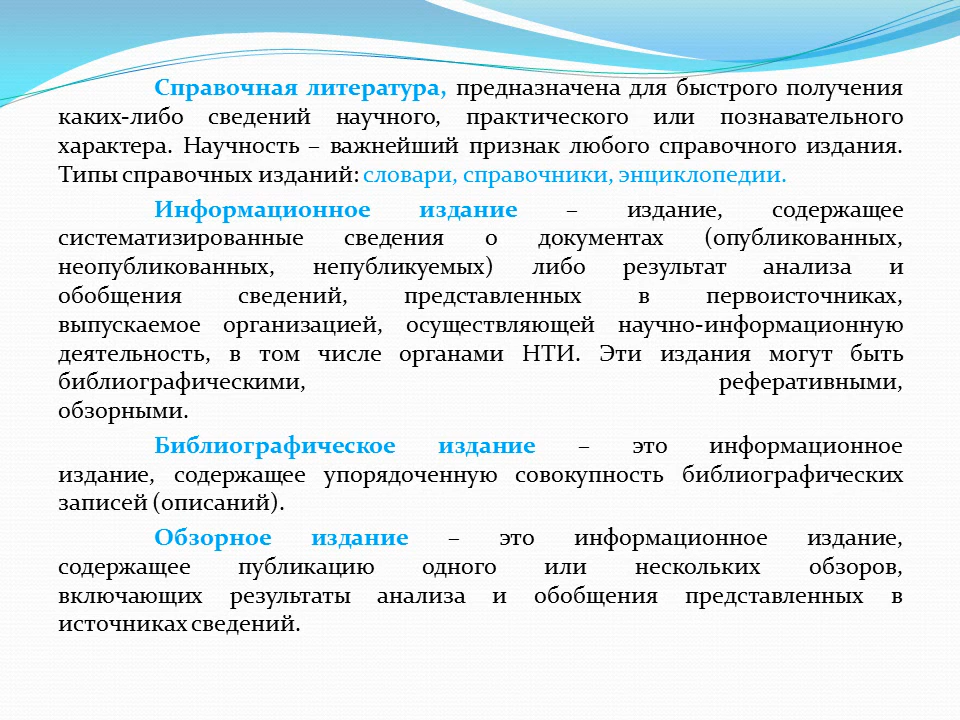 Справочная литература, предназначена для быстрого получения
каких-либо сведений научного, практического или познавательного
характера. Научность – важнейший признак любого справочного издания.
Типы справочных изданий: словари, справочники, энциклопедии.
Информационное издание – издание, содержащее
систематизированные сведения о документах (опубликованных,
неопубликованных, непубликуемых) либо результат анализа и
обобщения сведений, представленных в первоисточниках,
выпускаемое организацией, осуществляющей научно-информационную
деятельность, в том числе органами НТИ. Эти издания могут быть
библиографическими, реферативными,
обзорными.
Библиографическое издание – это информационное
издание, содержащее упорядоченную совокупность библиографических
записей (описаний).
Обзорное издание – это информационное издание,
содержащее публикацию одного или нескольких обзоров,
включающих результаты анализа и обобщения представленных в
источниках сведений.